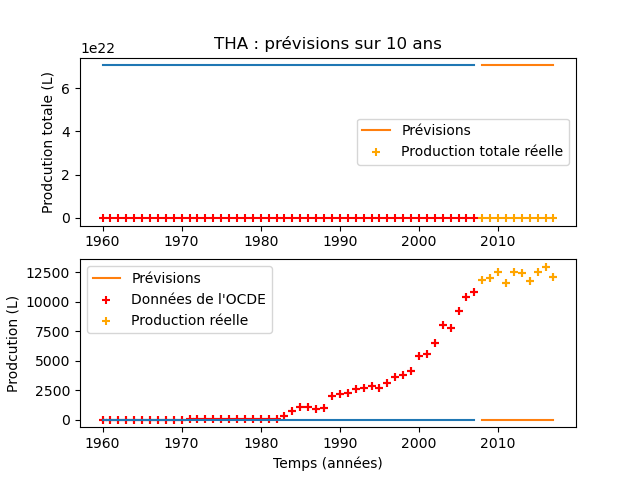 THA : prévisions sur 10 ans
1e22
Prodcution totale (L)
6
4
2
0
Prévisions
Production totale réelle
1960 1970 1980 1990 2000 2010
Prodcution (L)
12500
10000
7500
5000
2500
0
Prévisions
Données de l'OCDE
Production réelle
1960 1970 1980 1990 2000 2010
Temps (années)